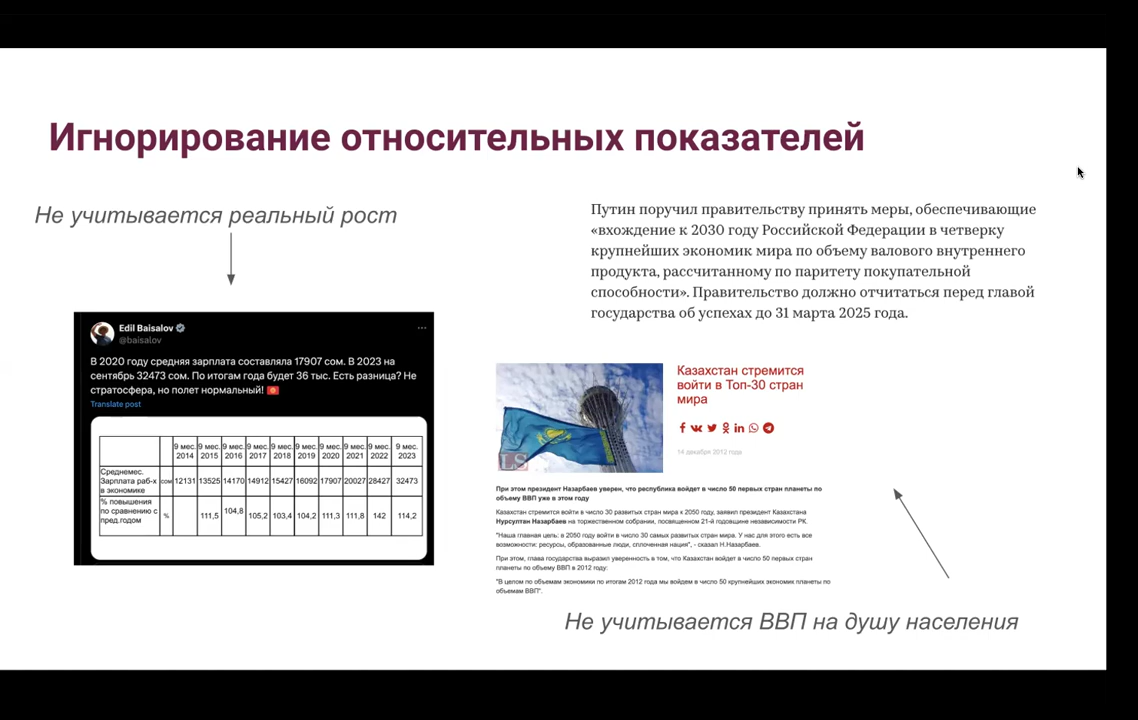 Игнорирование относительных показателей
Не учитывается реальный рост
Edil Baisalov
@baisalov
В 2020 году средняя зарплата составляла 17907 сом. В 2023 на
сентябрь 32473 сом. По итогам года будет 36 тыс. Есть разница? Не
стратосфера, но полет нормальный! 🇰🇬
Translate post
9 мес. 2014 9 мес. 2015 9 мес. 2016 9 мес. 2017 9 мес. 2018 9 мес. 2019 9 мес. 2020 9 мес. 2021 9 мес. 2022 9 мес. 2023
Среднемес.
Зарплата раб-х
в экономике
сом 12131 13525 14170 14912 15427 16092 17907 20027 28427 32473
% повышения
по сравнению с
пред.годом
% 111,5 104,8 105,2 103,4 104,2 111,3 111,8 142 114,2
Путин поручил правительству принять меры, обеспечивающие
«вхождение к 2030 году Российской Федерации в четверку
крупнейших экономик мира по объему валового внутреннего
продукта, рассчитанному по паритету покупательной
способности». Правительство должно отчитаться перед главой
государства об успехах до 31 марта 2025 года.
LS
Казахстан стремится
войти в Топ-30 стран
мира
14 декабря 2012 года
При этом президент Назарбаев уверен, что республика войдет в число 50 первых стран планеты по
объему ВВП уже в этом году
Казахстан стремится войти в число 30 развитых стран мира к 2050 году, заявил президент Казахстана
Нурсултан Назарбаев на торжественном собрании, посвященном 21-й годовщине независимости РК.
"Наша главная цель: в 2050 году войти в число 30 самых развитых стран мира. У нас для этого есть все
возможности: ресурсы, образованные люди, сплоченная нация", - сказал Н.Назарбаев.
При этом, глава государства выразил уверенность в том, что Казахстан войдет в число 50 первых стран
планеты по объему ВВП в 2012 году:
"В целом по объемам экономики по итогам 2012 года мы войдем в число 50 крупнейших экономик планеты по
объемам ВВП".
Не учитывается ВВП на душу населения